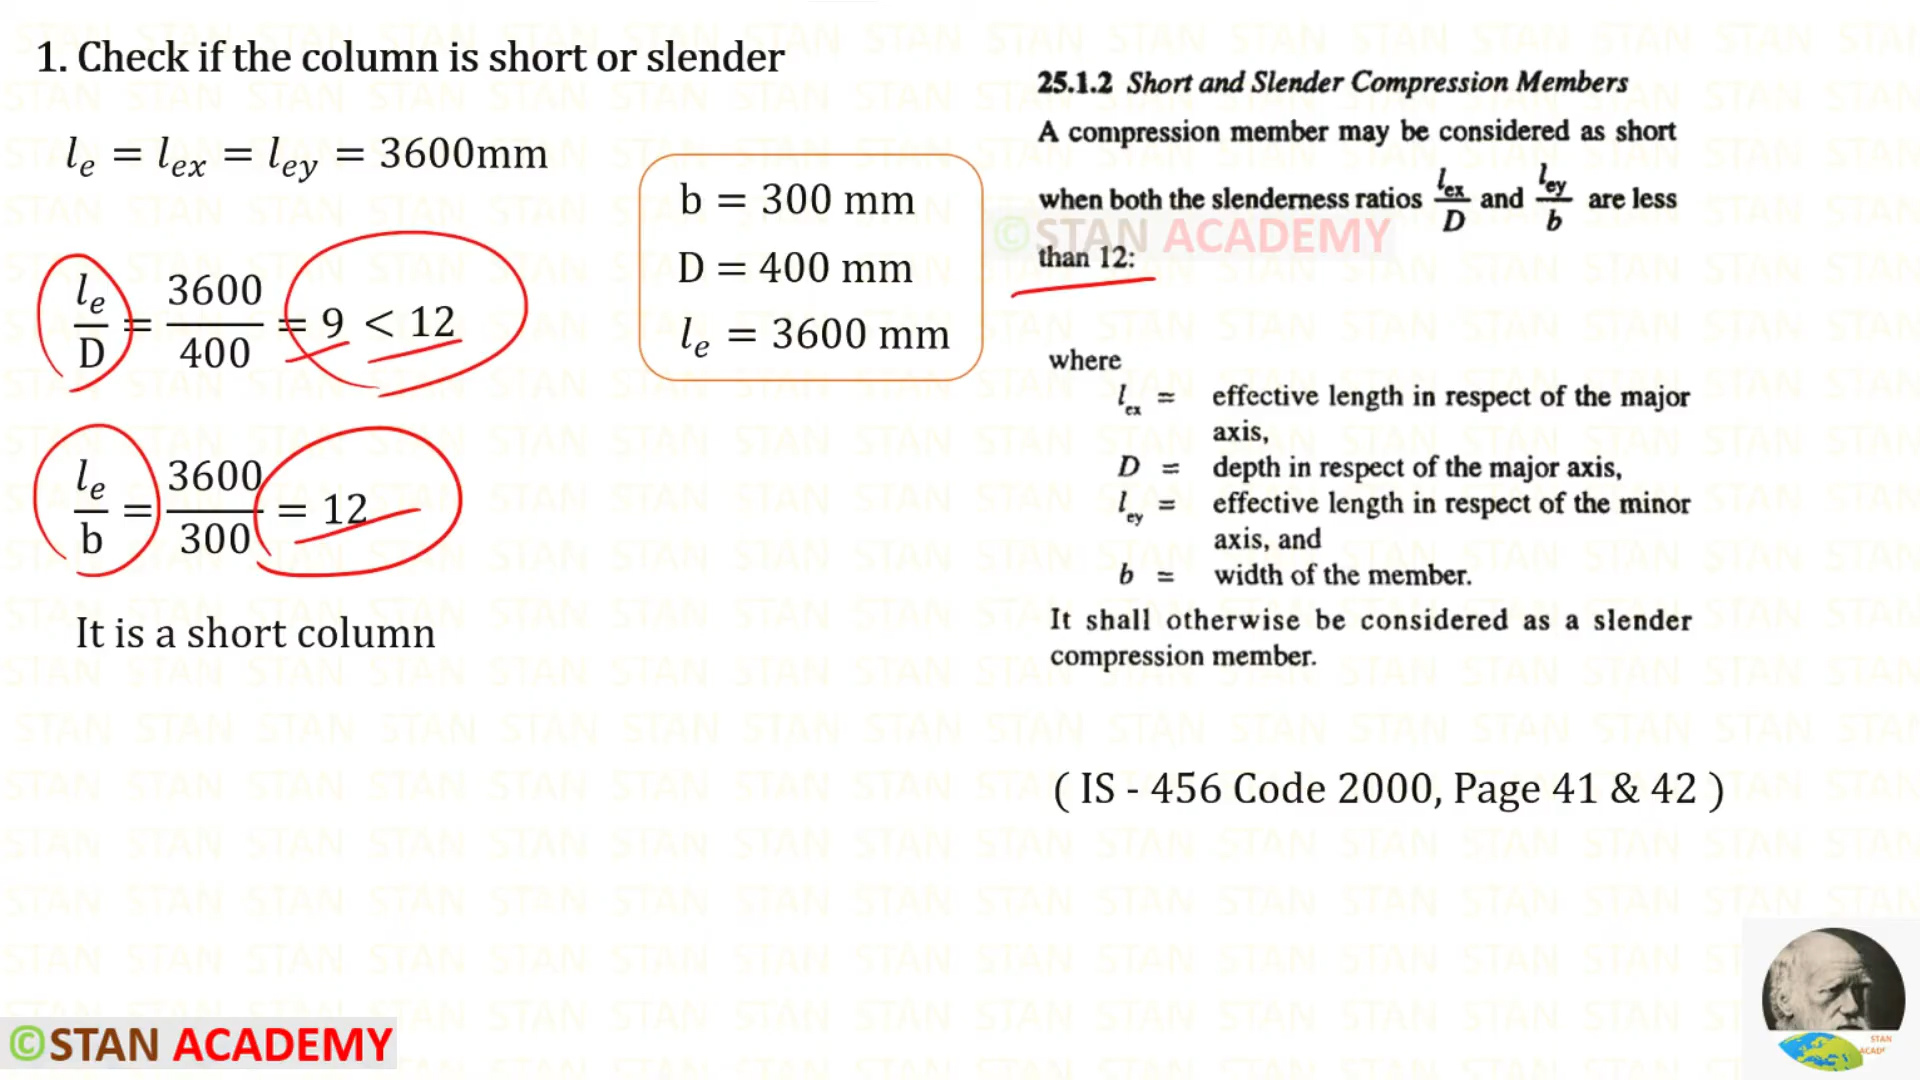 1. Check if the column is short or slender
lₑ = lₑₓ = lₑᵧ = 3600mm
lₑ/D = 3600/400 = 9 < 12
lₑ/b = 3600/300 = 12
It is a short column
b = 300 mm
D = 400 mm
lₑ = 3600 mm
25.1.2 Short and Slender Compression Members
A compression member may be considered as short
when both the slenderness ratios lex/D and ley/b are less
than 12:
©STAN ACADEMY
where
lex = effective length in respect of the major
axis,
D = depth in respect of the major axis,
ley = effective length in respect of the minor
axis, and
b = width of the member.
It shall otherwise be considered as a slender
compression member.
( IS - 456 Code 2000, Page 41 & 42 )
©STAN ACADEMY
STAN